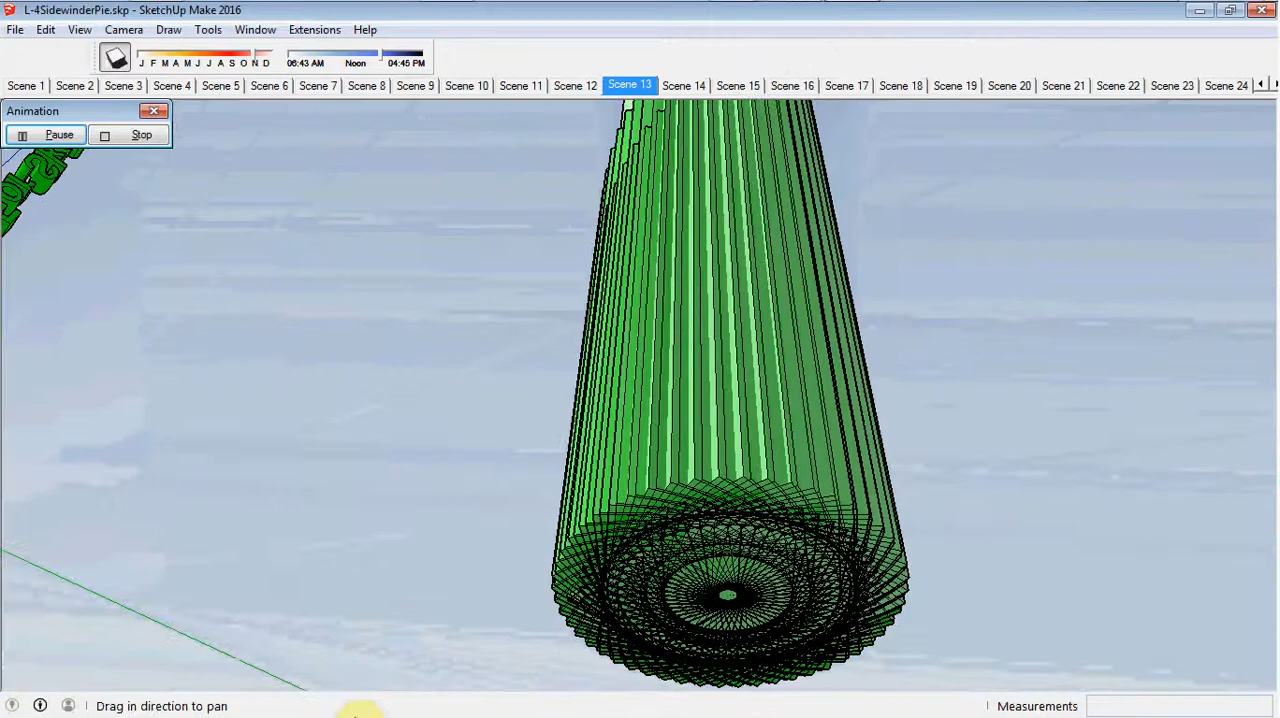 L-4SidewinderPie.skp - SketchUp Make 2016
File Edit View Camera Draw Tools Window Extensions Help
J F M A M J J A S O N D 06:43 AM Noon 04:45 PM
Scene 1 Scene 2 Scene 3 Scene 4 Scene 5 Scene 6 Scene 7 Scene 8 Scene 9 Scene 10 Scene 11 Scene 12 Scene 13 Scene 14 Scene 15 Scene 16 Scene 17 Scene 18 Scene 19 Scene 20 Scene 21 Scene 22 Scene 23 Scene 24
Animation
Pause Stop
Drag in direction to pan Measurements